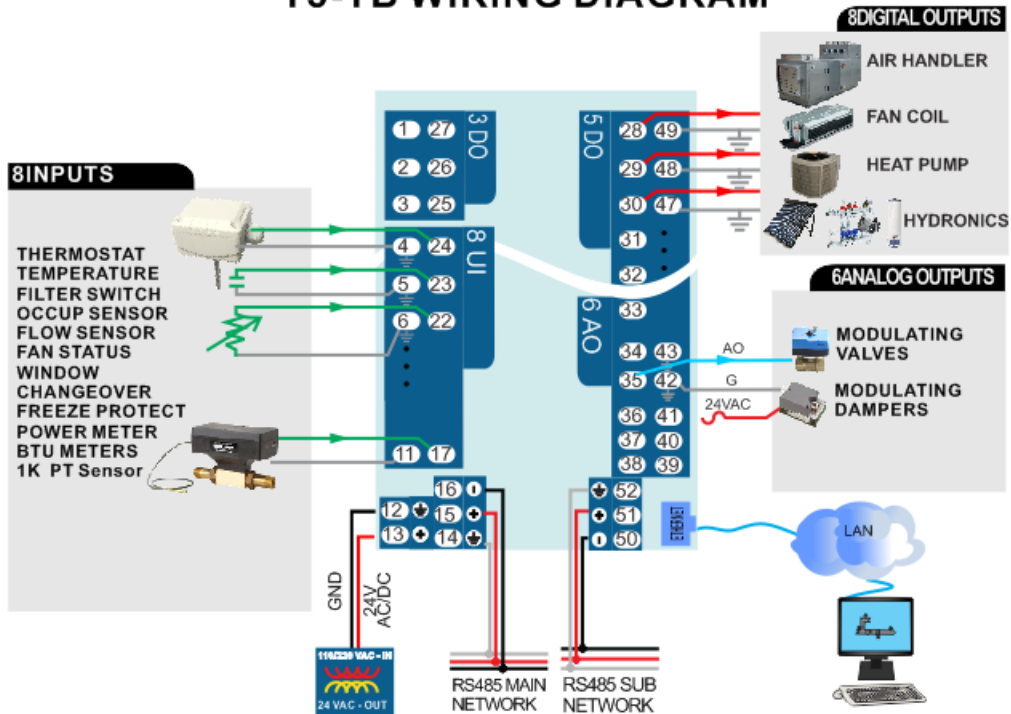 WIRING DIAGRAM
8DIGITAL OUTPUTS
AIR HANDLER
FAN COIL
HEAT PUMP
HYDRONICS
6ANALOG OUTPUTS
MODULATING
VALVES
MODULATING
DAMPERS
8INPUTS
THERMOSTAT
TEMPERATURE
FILTER SWITCH
OCCUP SENSOR
FLOW SENSOR
FAN STATUS
WINDOW
CHANGEOVER
FREEZE PROTECT
POWER METER
BTU METERS
1K PT Sensor
3 DO
1 27
2 26
3 25
8 UI
4 24
5 23
6 22
11 17
16
12 15
13 14
5 DO
28 49
29 48
30 47
31
32
6 AO
33
34 43
35 42
36 41
37 40
38 39
52
51
50
AO
G
24VAC
ETHERNET
LAN
GND
24V
AC/DC
110/230 VAC - IN
24 VAC - OUT
RS485 MAIN
NETWORK
RS485 SUB
NETWORK